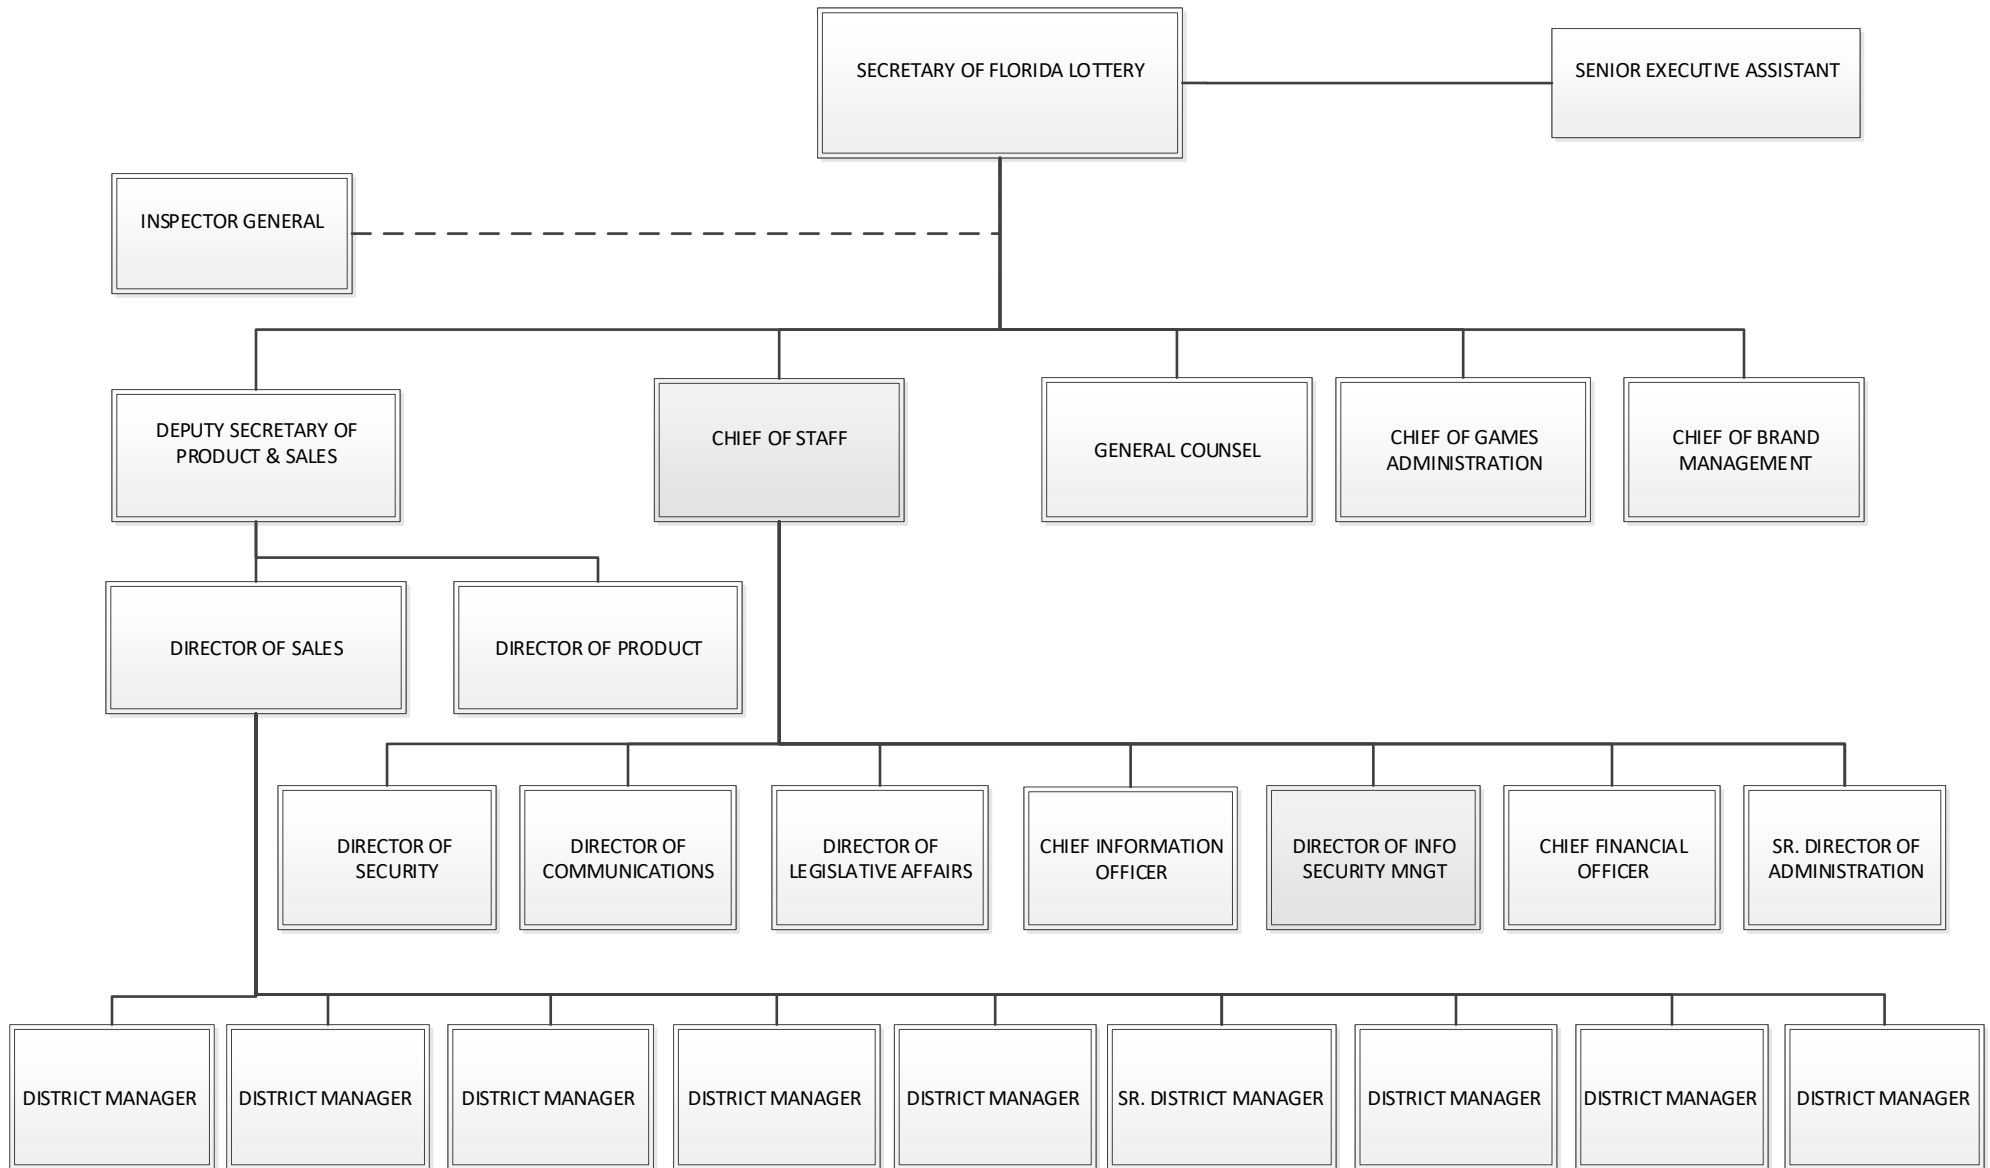 SECRETARY OF FLORIDA LOTTERY
SENIOR EXECUTIVE ASSISTANT
INSPECTOR GENERAL
DEPUTY SECRETARY OF
PRODUCT & SALES
CHIEF OF STAFF
GENERAL COUNSEL
CHIEF OF GAMES
ADMINISTRATION
CHIEF OF BRAND
MANAGEMENT
DIRECTOR OF SALES
DIRECTOR OF PRODUCT
DIRECTOR OF
SECURITY
DIRECTOR OF
COMMUNICATIONS
DIRECTOR OF
LEGISLATIVE AFFAIRS
CHIEF INFORMATION
OFFICER
DIRECTOR OF INFO
SECURITY MNGT
CHIEF FINANCIAL
OFFICER
SR. DIRECTOR OF
ADMINISTRATION
DISTRICT MANAGER
DISTRICT MANAGER
DISTRICT MANAGER
DISTRICT MANAGER
DISTRICT MANAGER
SR. DISTRICT MANAGER
DISTRICT MANAGER
DISTRICT MANAGER
DISTRICT MANAGER